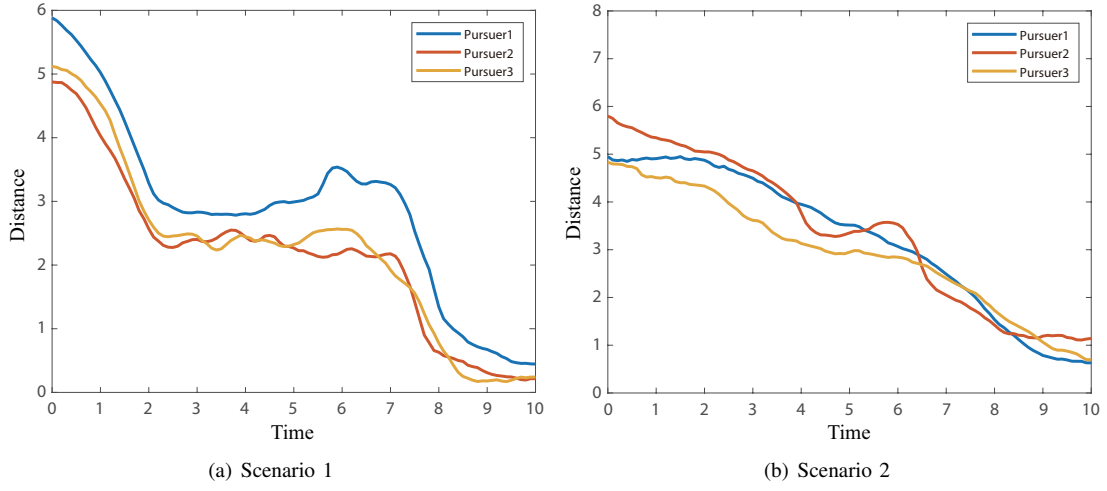 6
5
4
3
2
1
0
Distance
0 1 2 3 4 5 6 7 8 9 10
Time
Pursuer1
Pursuer2
Pursuer3
(a) Scenario 1
8
7
6
5
4
3
2
1
0
Distance
0 1 2 3 4 5 6 7 8 9 10
Time
Pursuer1
Pursuer2
Pursuer3
(b) Scenario 2